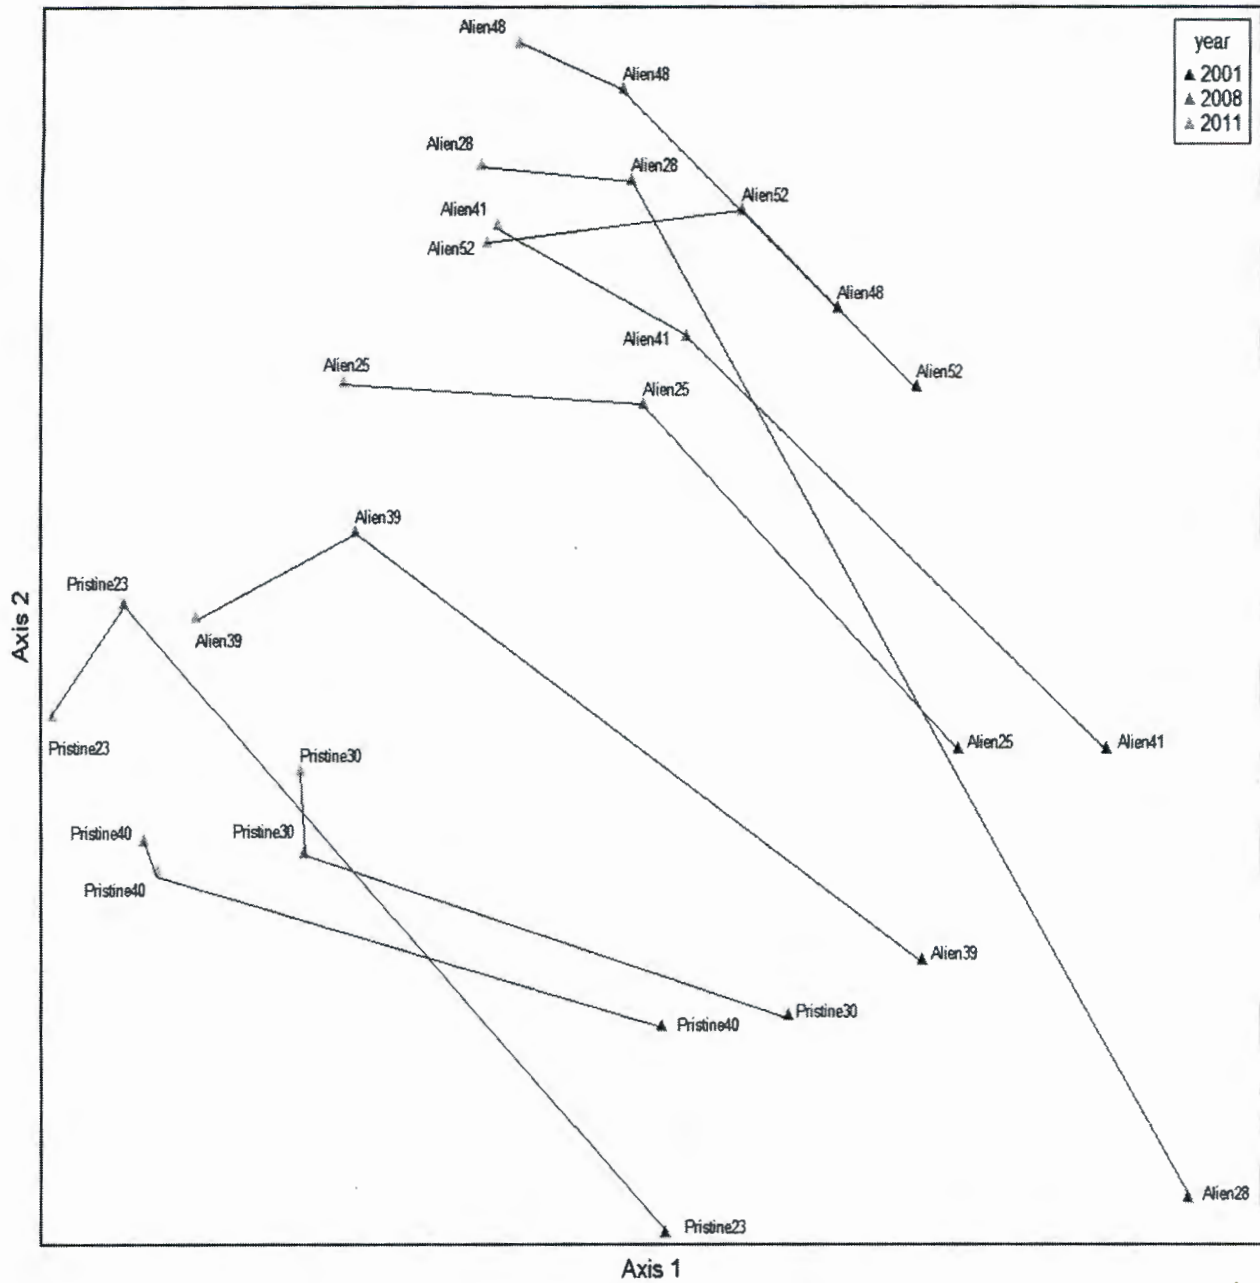 Alien48
year
2001
2008
2011
Alien48
Alien28
Alien28
Alien52
Alien41
Alien52
Alien48
Alien41
Alien25
Alien52
Alien25
Alien39
Pristine23
Alien39
Axis 2
Pristine23
Alien25
Alien41
Pristine30
Pristine30
Pristine40
Pristine40
Alien39
Pristine30
Pristine40
Alien28
Pristine23
Axis 1